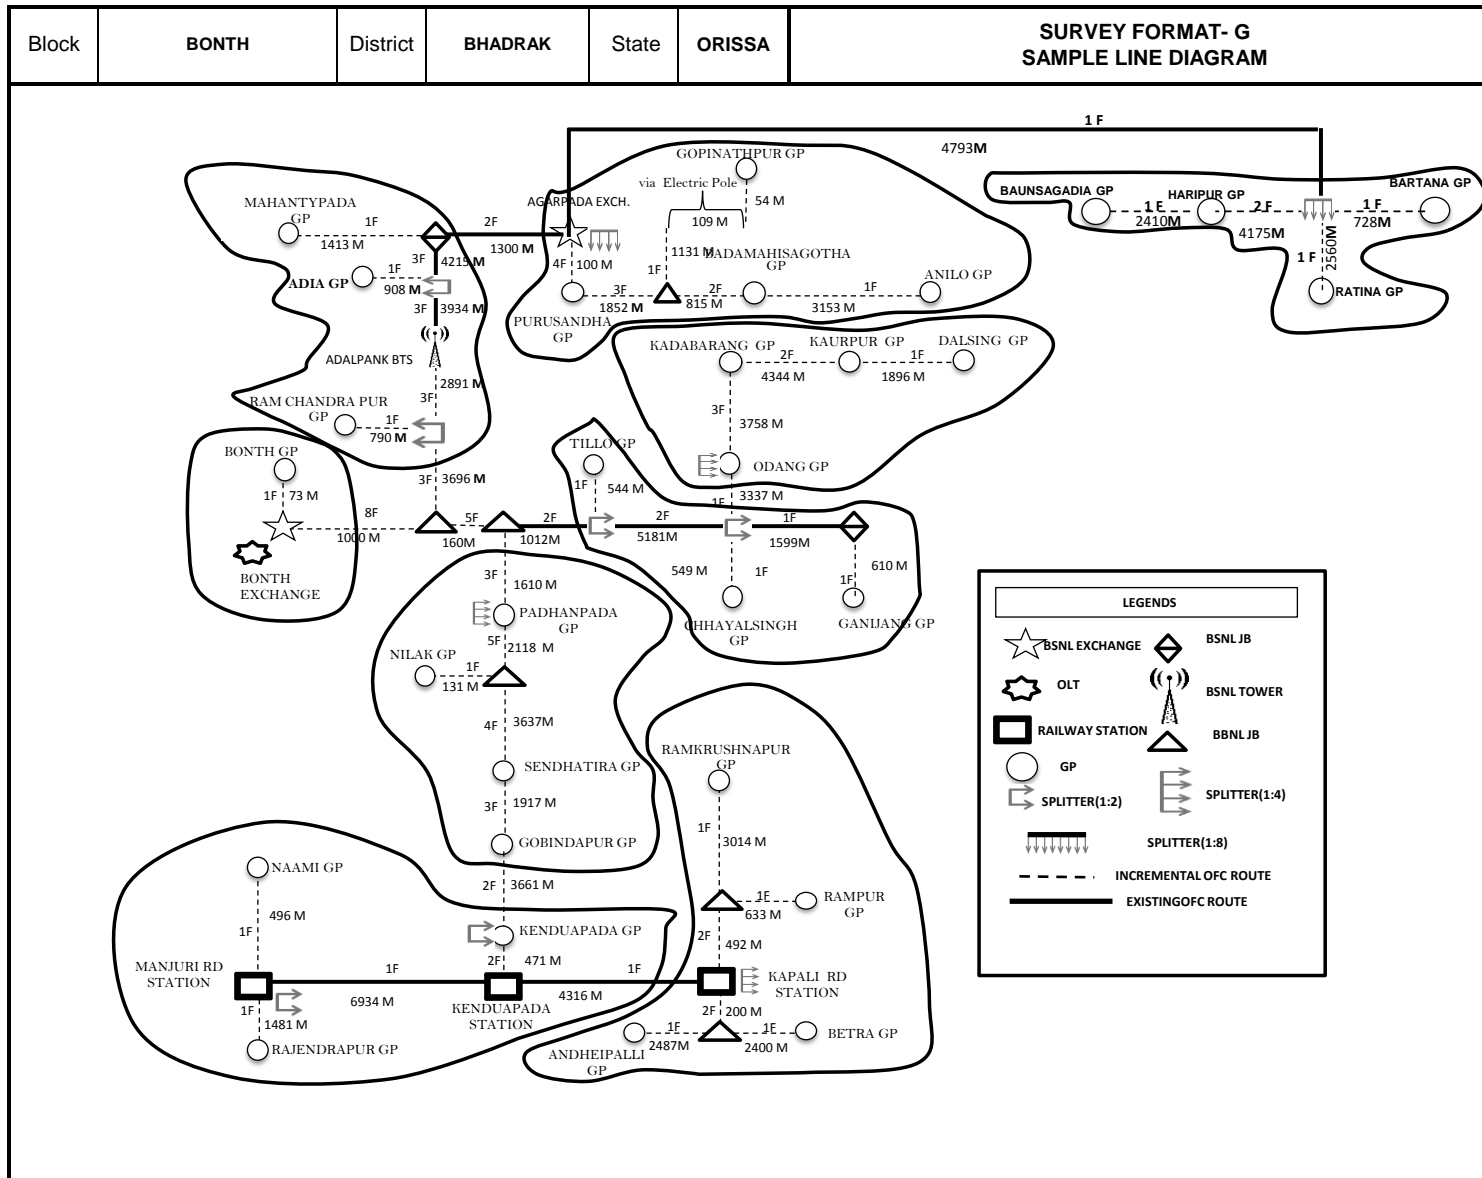 Block
BONTH
District
BHADRAK
State
ORISSA
SURVEY FORMAT- G
SAMPLE LINE DIAGRAM
1 F
4793M
GOPINATHPUR GP
via Electric Pole
54 M
109 M
AGARPADA EXCH.
MAHANTYPADA
GP
1F
1413 M
2F
1300 M
3F
4215 M
ADIA GP
1F
908 M
3F
3934 M
4F
100 M
1131 M
1F
BADAMAHISAGOTHA
GP
ANILO GP
3F
1852 M
2F
815 M
1F
3153 M
PURUSANDHA
GP
BAUNSAGADIA GP
HARIPUR GP
BARTANA GP
1 F
2410M
2 F
4175M
1 F
728M
1 F
2560M
RATINA GP
ADALPANK BTS
2891 M
3F
RAM CHANDRA PUR
GP
1F
790 M
3F
3696 M
KADABARANG GP
KAURPUR GP
DALSING GP
2F
4344 M
1F
1896 M
3F
3758 M
ODANG GP
1F
3337 M
BONTH GP
1F
73 M
8F
1000 M
BONTH
EXCHANGE
5F
160M
2F
1012M
TILLO GP
1F
544 M
2F
5181M
1F
1599M
549 M
1F
CHHAYALSINGH
GP
610 M
1F
GANIJANG GP
3F
1610 M
PADHANPADA
GP
5F
2118 M
NILAK GP
1F
131 M
4F
3637M
SENDHATIRA GP
3F
1917 M
GOBINDAPUR GP
2F
3661 M
KENDUAPADA GP
2F
471 M
KENDUAPADA
STATION
NAAMI GP
496 M
1F
MANJURI RD
STATION
1F
6934 M
1F
1481 M
RAJENDRAPUR GP
1F
4316 M
RAMKRUSHNAPUR
GP
1F
3014 M
1F
633 M
RAMPUR
GP
2F
492 M
KAPALI RD
STATION
2F
200 M
1F
2487M
1F
2400 M
BETRA GP
ANDHEIPALLI
GP
LEGENDS
BSNL EXCHANGE
BSNL JB
OLT
BSNL TOWER
RAILWAY STATION
BBNL JB
GP
SPLITTER(1:2)
SPLITTER(1:4)
SPLITTER(1:8)
INCREMENTAL OFC ROUTE
EXISTINGOFC ROUTE